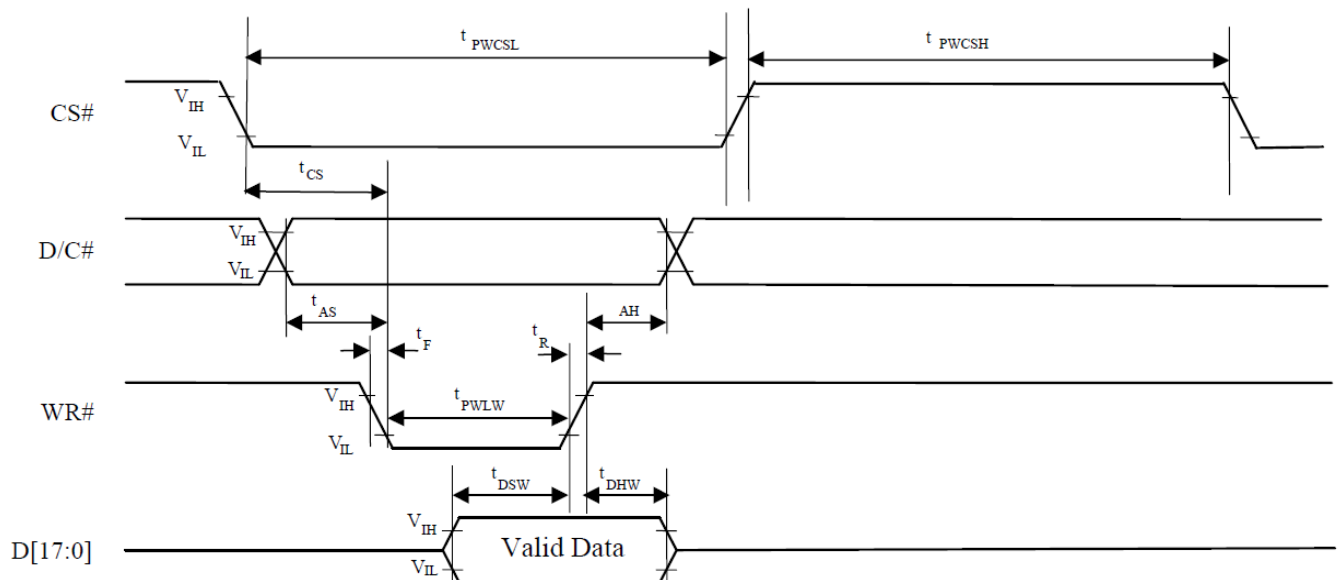 t PWCSL
t PWCSH
CS#
VIH
VIL
tCS
D/C#
VIH
VIL
tAS
AH
tF
tR
WR#
VIH
VIL
tPWLW
tDSW
tDHW
D[17:0]
VIH
VIL
Valid Data